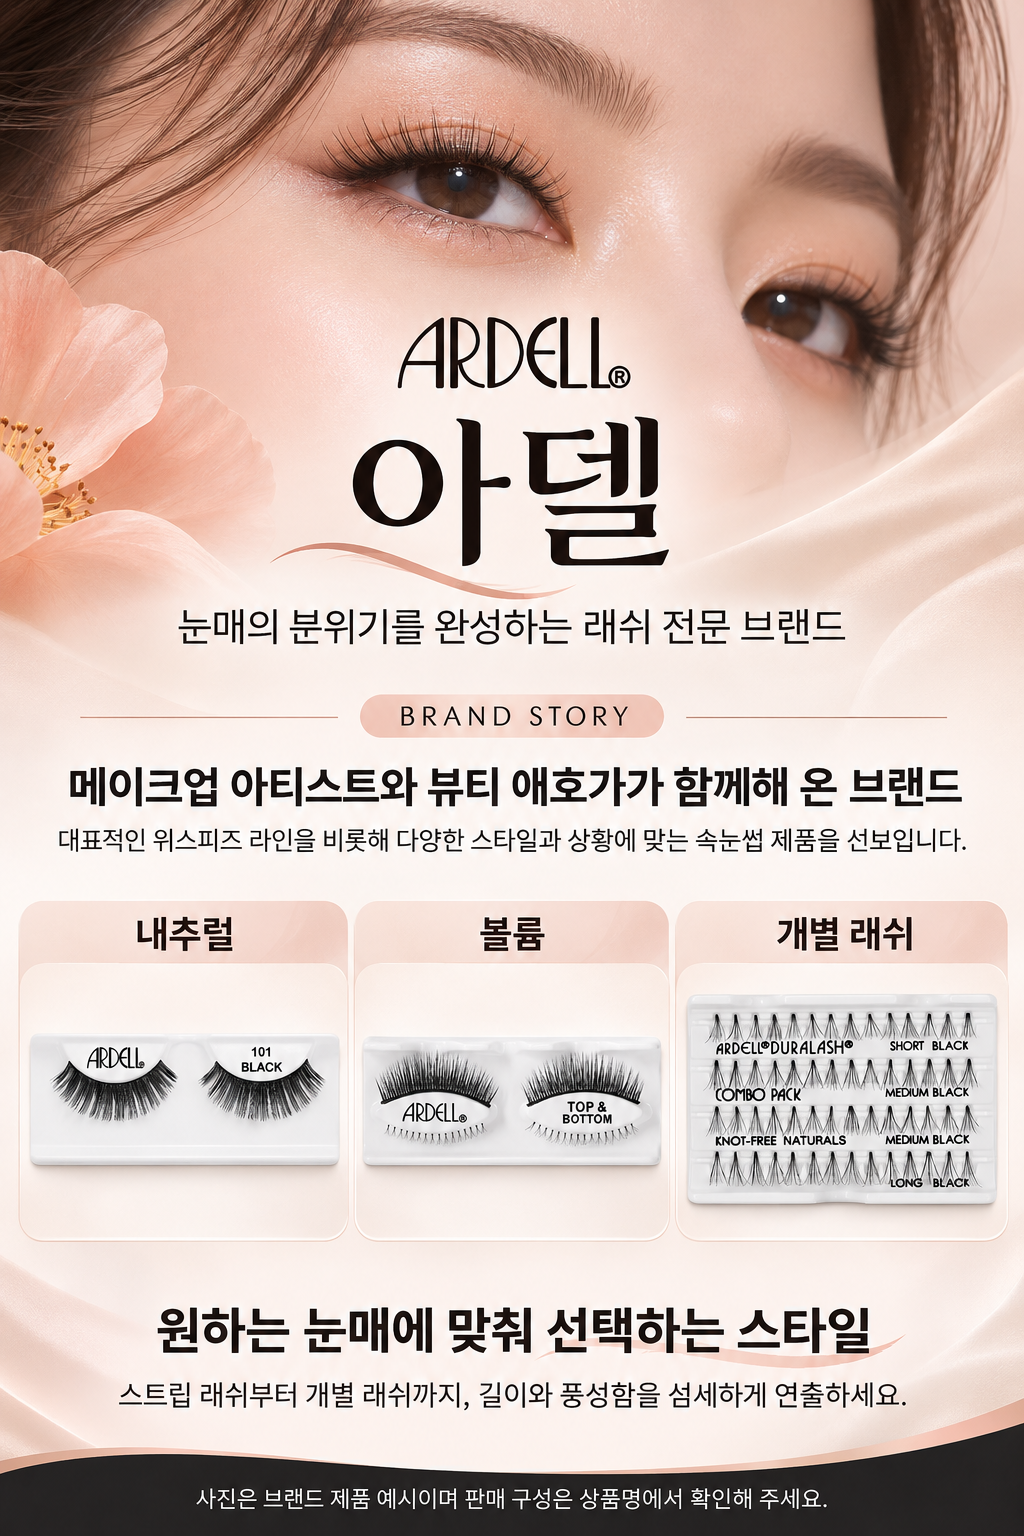 ARDELL®
아델
눈매의 분위기를 완성하는 래쉬 전문 브랜드
BRAND STORY
메이크업 아티스트와 뷰티 애호가가 함께해 온 브랜드
대표적인 위스피즈 라인을 비롯해 다양한 스타일과 상황에 맞는 속눈썹 제품을 선보입니다.
내추럴
ARDELL®
101
BLACK
볼륨
ARDELL®
TOP &
BOTTOM
개별 래쉬
ARDELL® DURALASH® SHORT BLACK
COMBO PACK MEDIUM BLACK
KNOT-FREE NATURALS MEDIUM BLACK
LONG BLACK
원하는 눈매에 맞춰 선택하는 스타일
스트립 래쉬부터 개별 래쉬까지, 길이와 풍성함을 섬세하게 연출하세요.
사진은 브랜드 제품 예시이며 판매 구성은 상품명에서 확인해 주세요.